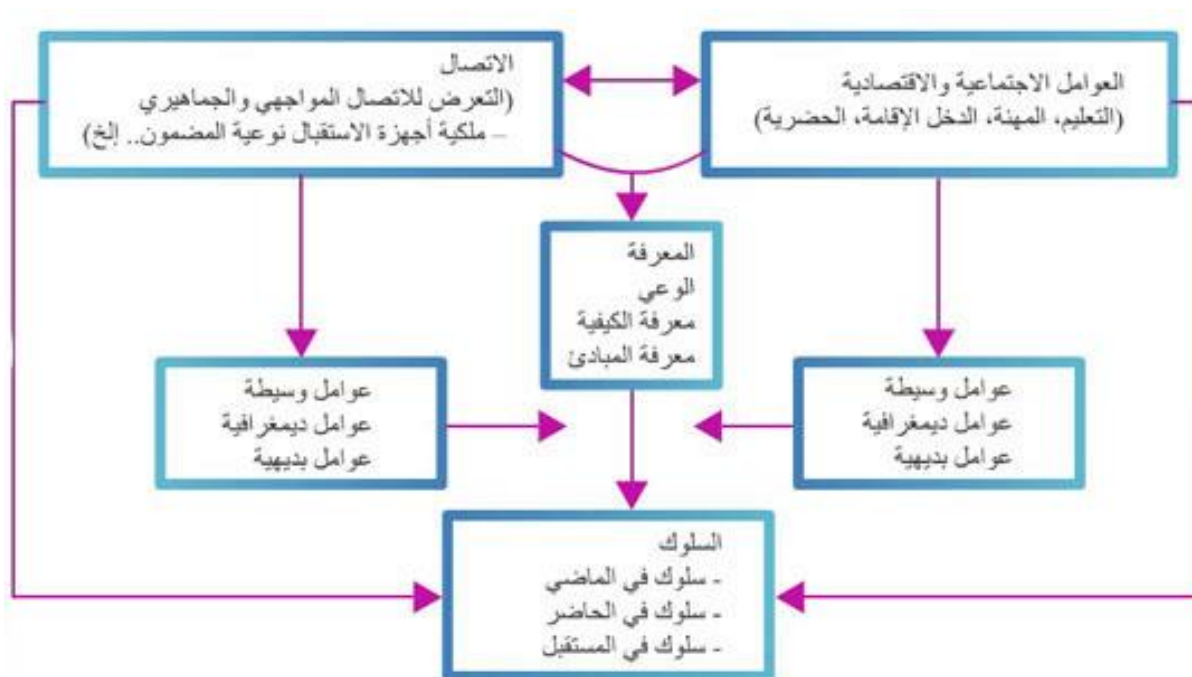 العوامل الاجتماعية والاقتصادية
(التعليم، المهنة، الدخل الإقامة، الحضرية)
الاتصال
(التعرض للاتصال المواجهي والجماهيري
– ملكية أجهزة الاستقبال نوعية المضمون.. إلخ)
المعرفة
الوعي
معرفة الكيفية
معرفة المبادئ
عوامل وسيطة
عوامل ديمغرافية
عوامل بديهية
عوامل وسيطة
عوامل ديمغرافية
عوامل بديهية
السلوك
- سلوك في الماضي
- سلوك في الحاضر
- سلوك في المستقبل